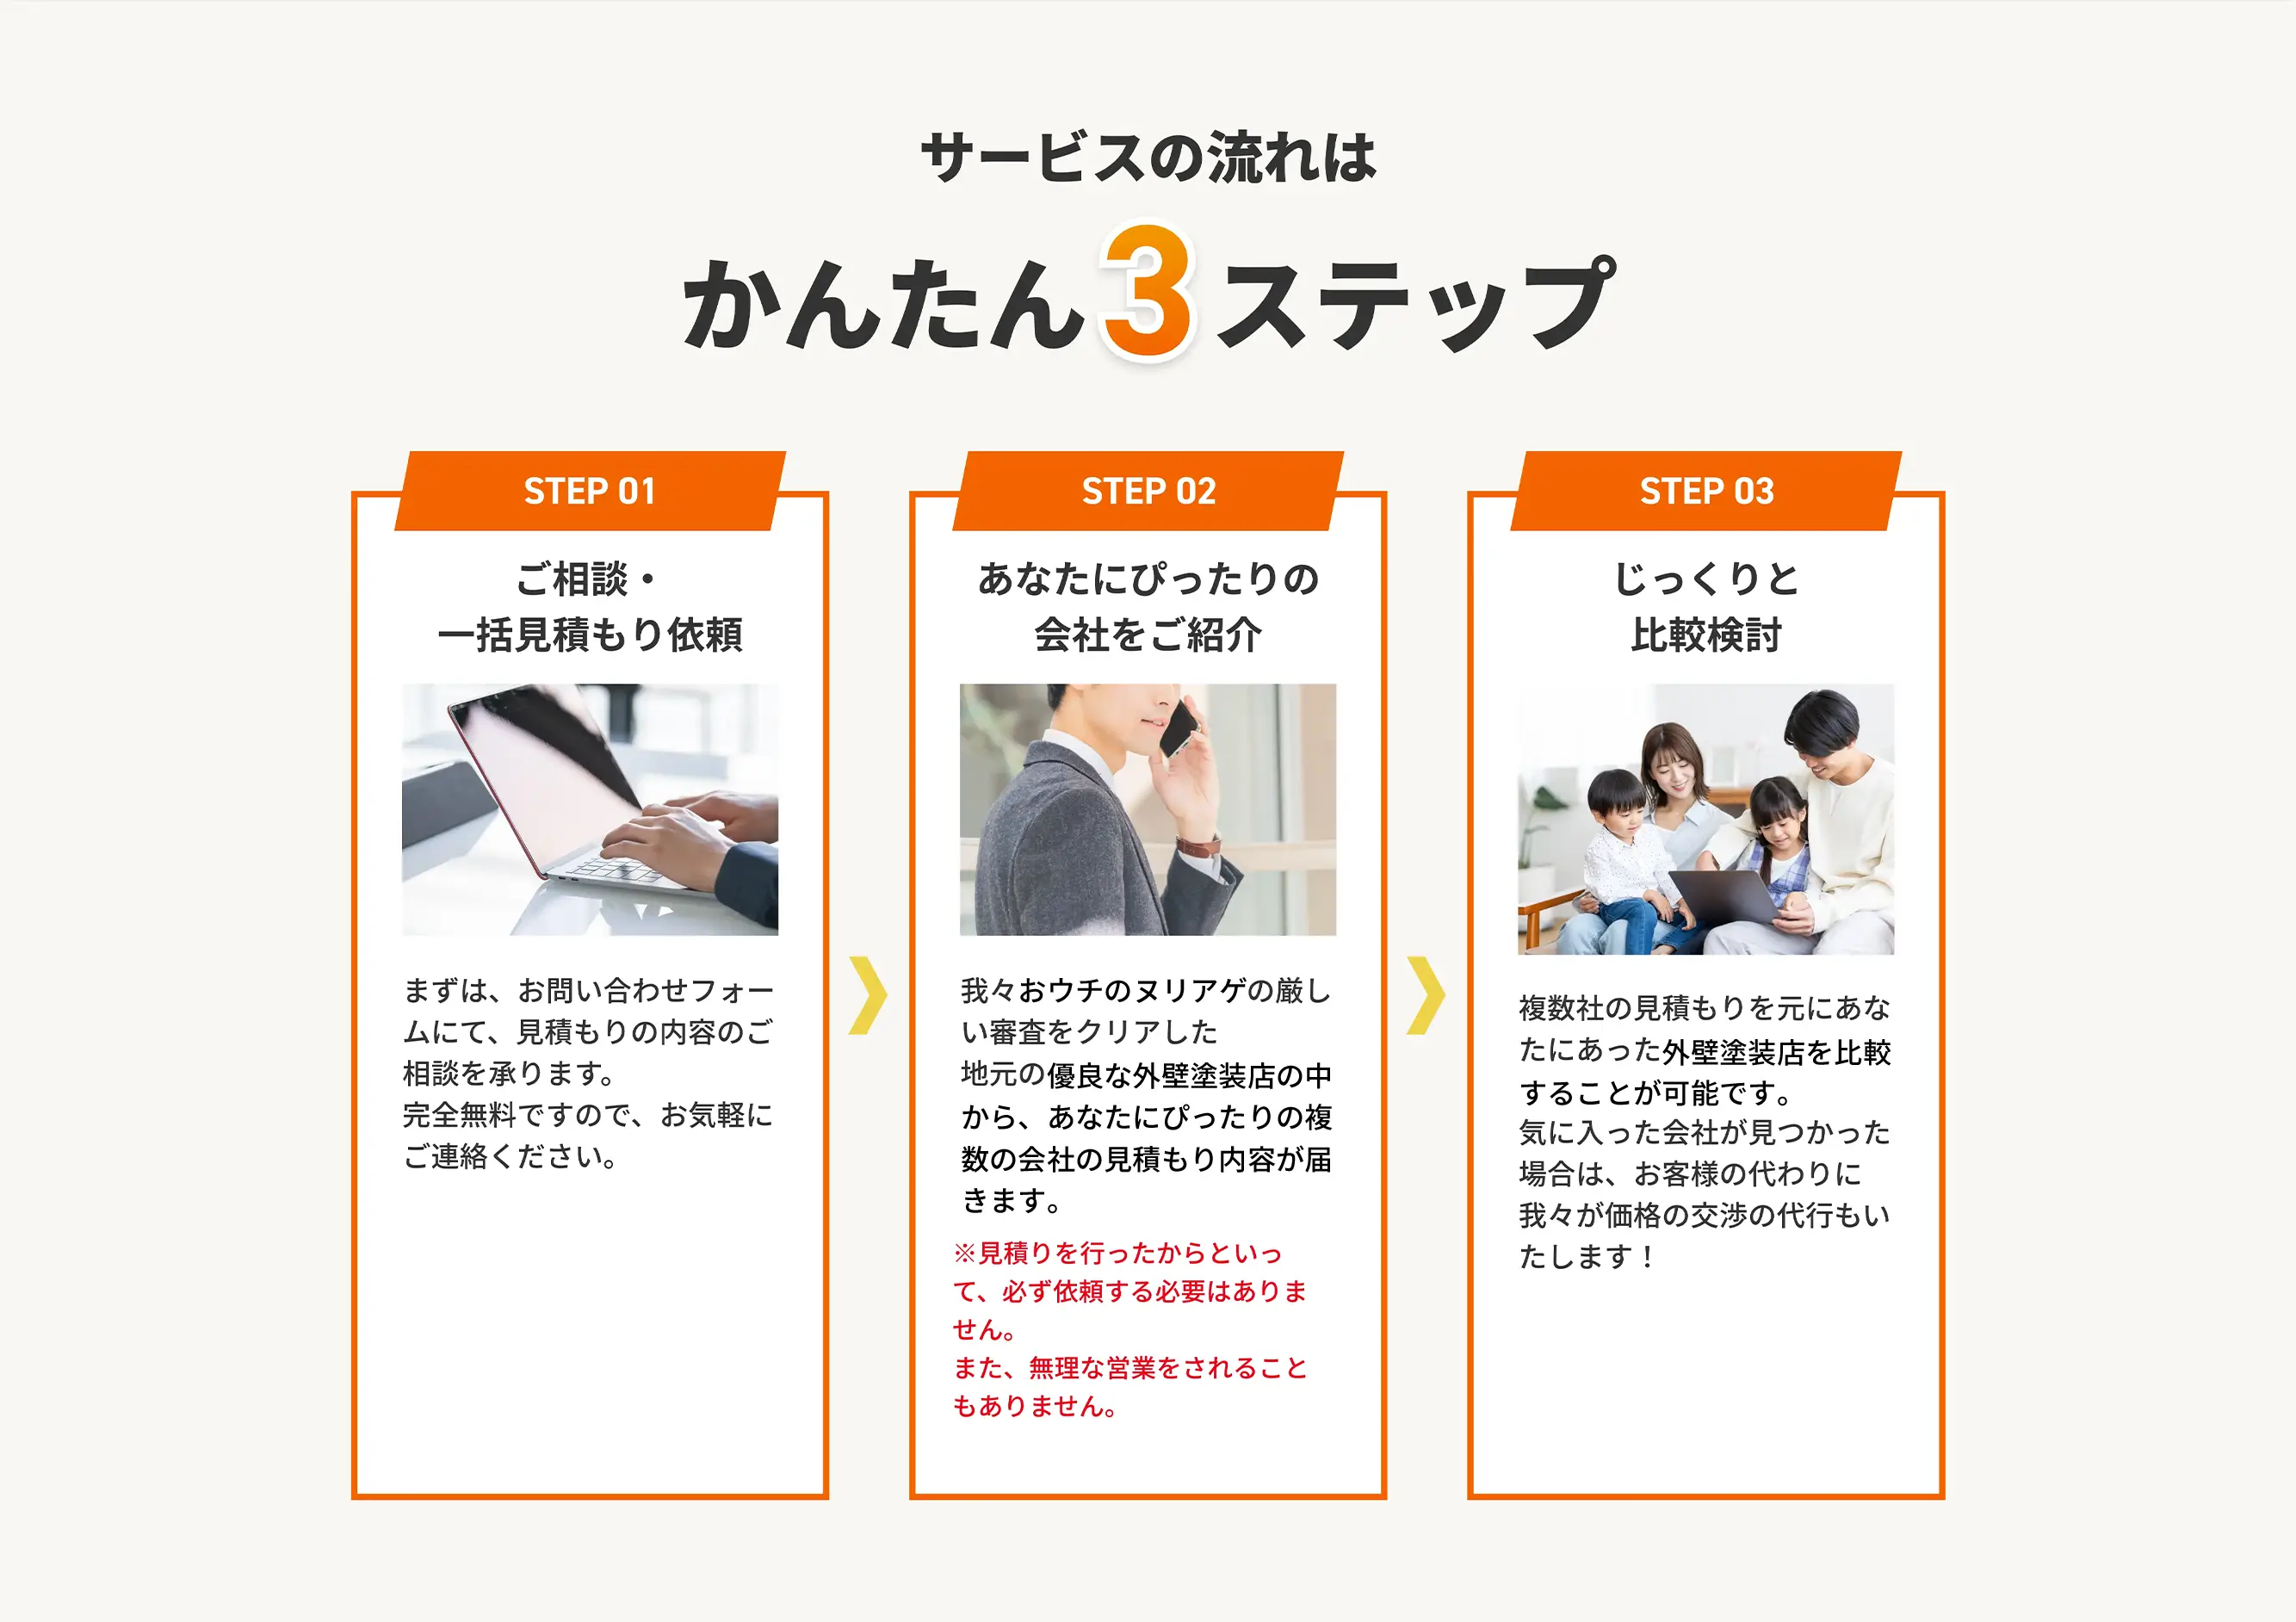 サービスの流れは
かんたん3ステップ
STEP 01
ご相談・
一括見積もり依頼
まずは、お問い合わせフォー
ムにて、見積もりの内容のご
相談を承ります。
完全無料ですので、お気軽に
ご連絡ください。
STEP 02
あなたにぴったりの
会社をご紹介
我々おウチのヌリアゲの厳し
い審査をクリアした
地元の優良な外壁塗装店の中
から、あなたにぴったりの複
数の会社の見積もり内容が届
きます。
※見積りを行ったからといっ
て、必ず依頼する必要はありま
せん。
また、無理な営業をされること
もありません。
STEP 03
じっくりと
比較検討
複数社の見積もりを元にあな
たにあった外壁塗装店を比較
することが可能です。
気に入った会社が見つかった
場合は、お客様の代わりに
我々が価格の交渉の代行もい
たします！